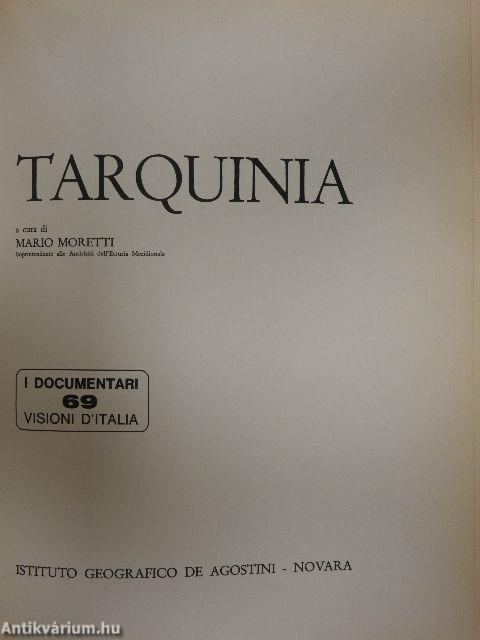 TARQUINIA
a cura di
MARIO MORETTI
Soprintendente alle Antichità dell'Etruria Meridionale
I DOCUMENTARI
69
VISIONI D'ITALIA
ISTITUTO GEOGRAFICO DE AGOSTINI - NOVARA
Antikvárium.hu